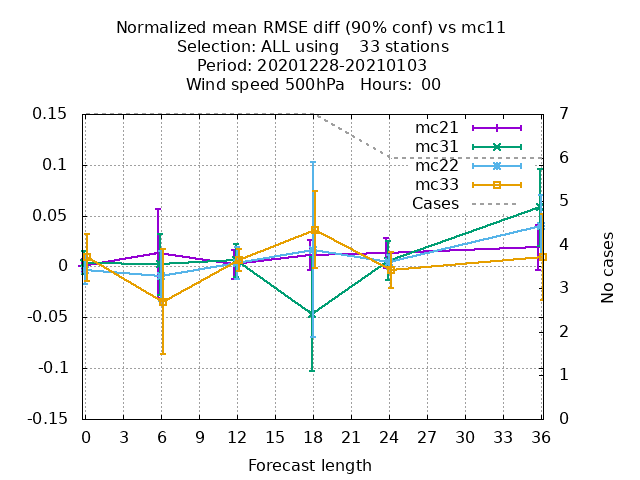 Normalized mean RMSE diff (90% conf) vs mc11
Selection: ALL using    33 stations
Period: 20201228-20210103
Wind speed 500hPa   Hours:  00
0.15
0.1
0.05
0
-0.05
-0.1
-0.15
7
6
5
4
3
2
1
0
No cases
mc21
mc31
mc22
mc33
Cases
0 3 6 9 12 15 18 21 24 27 30 33 36
Forecast length